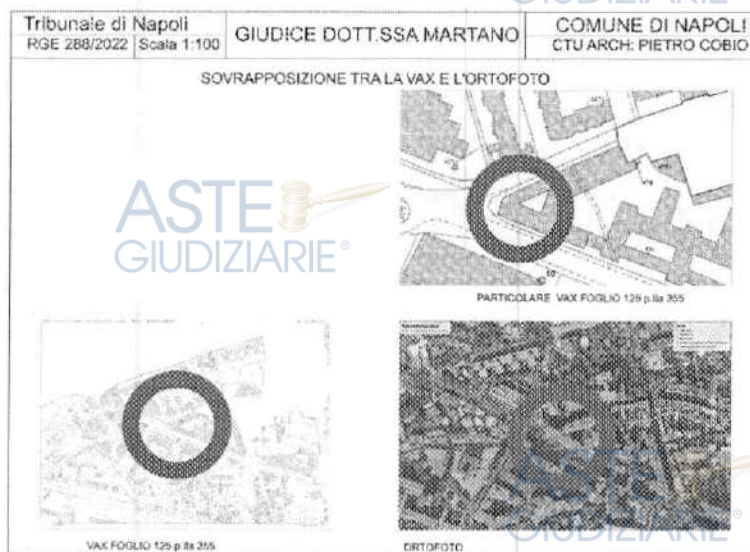 Tribunale di Napoli
RGE 288/2022 Scala 1:100
GIUDICE DOTT.SSA MARTANO
COMUNE DI NAPOLI
CTU ARCH: PIETRO COBIO
SOVRAPPOSIZIONE TRA LA VAX E L'ORTOFOTO
ASTE
GIUDIZIARIE®
PARTICOLARE VAX FOGLIO 125 p.lla 355
VAX FOGLIO 125 p.lla 355
ORTOFOTO
ASTE
GIUDIZIARIE®